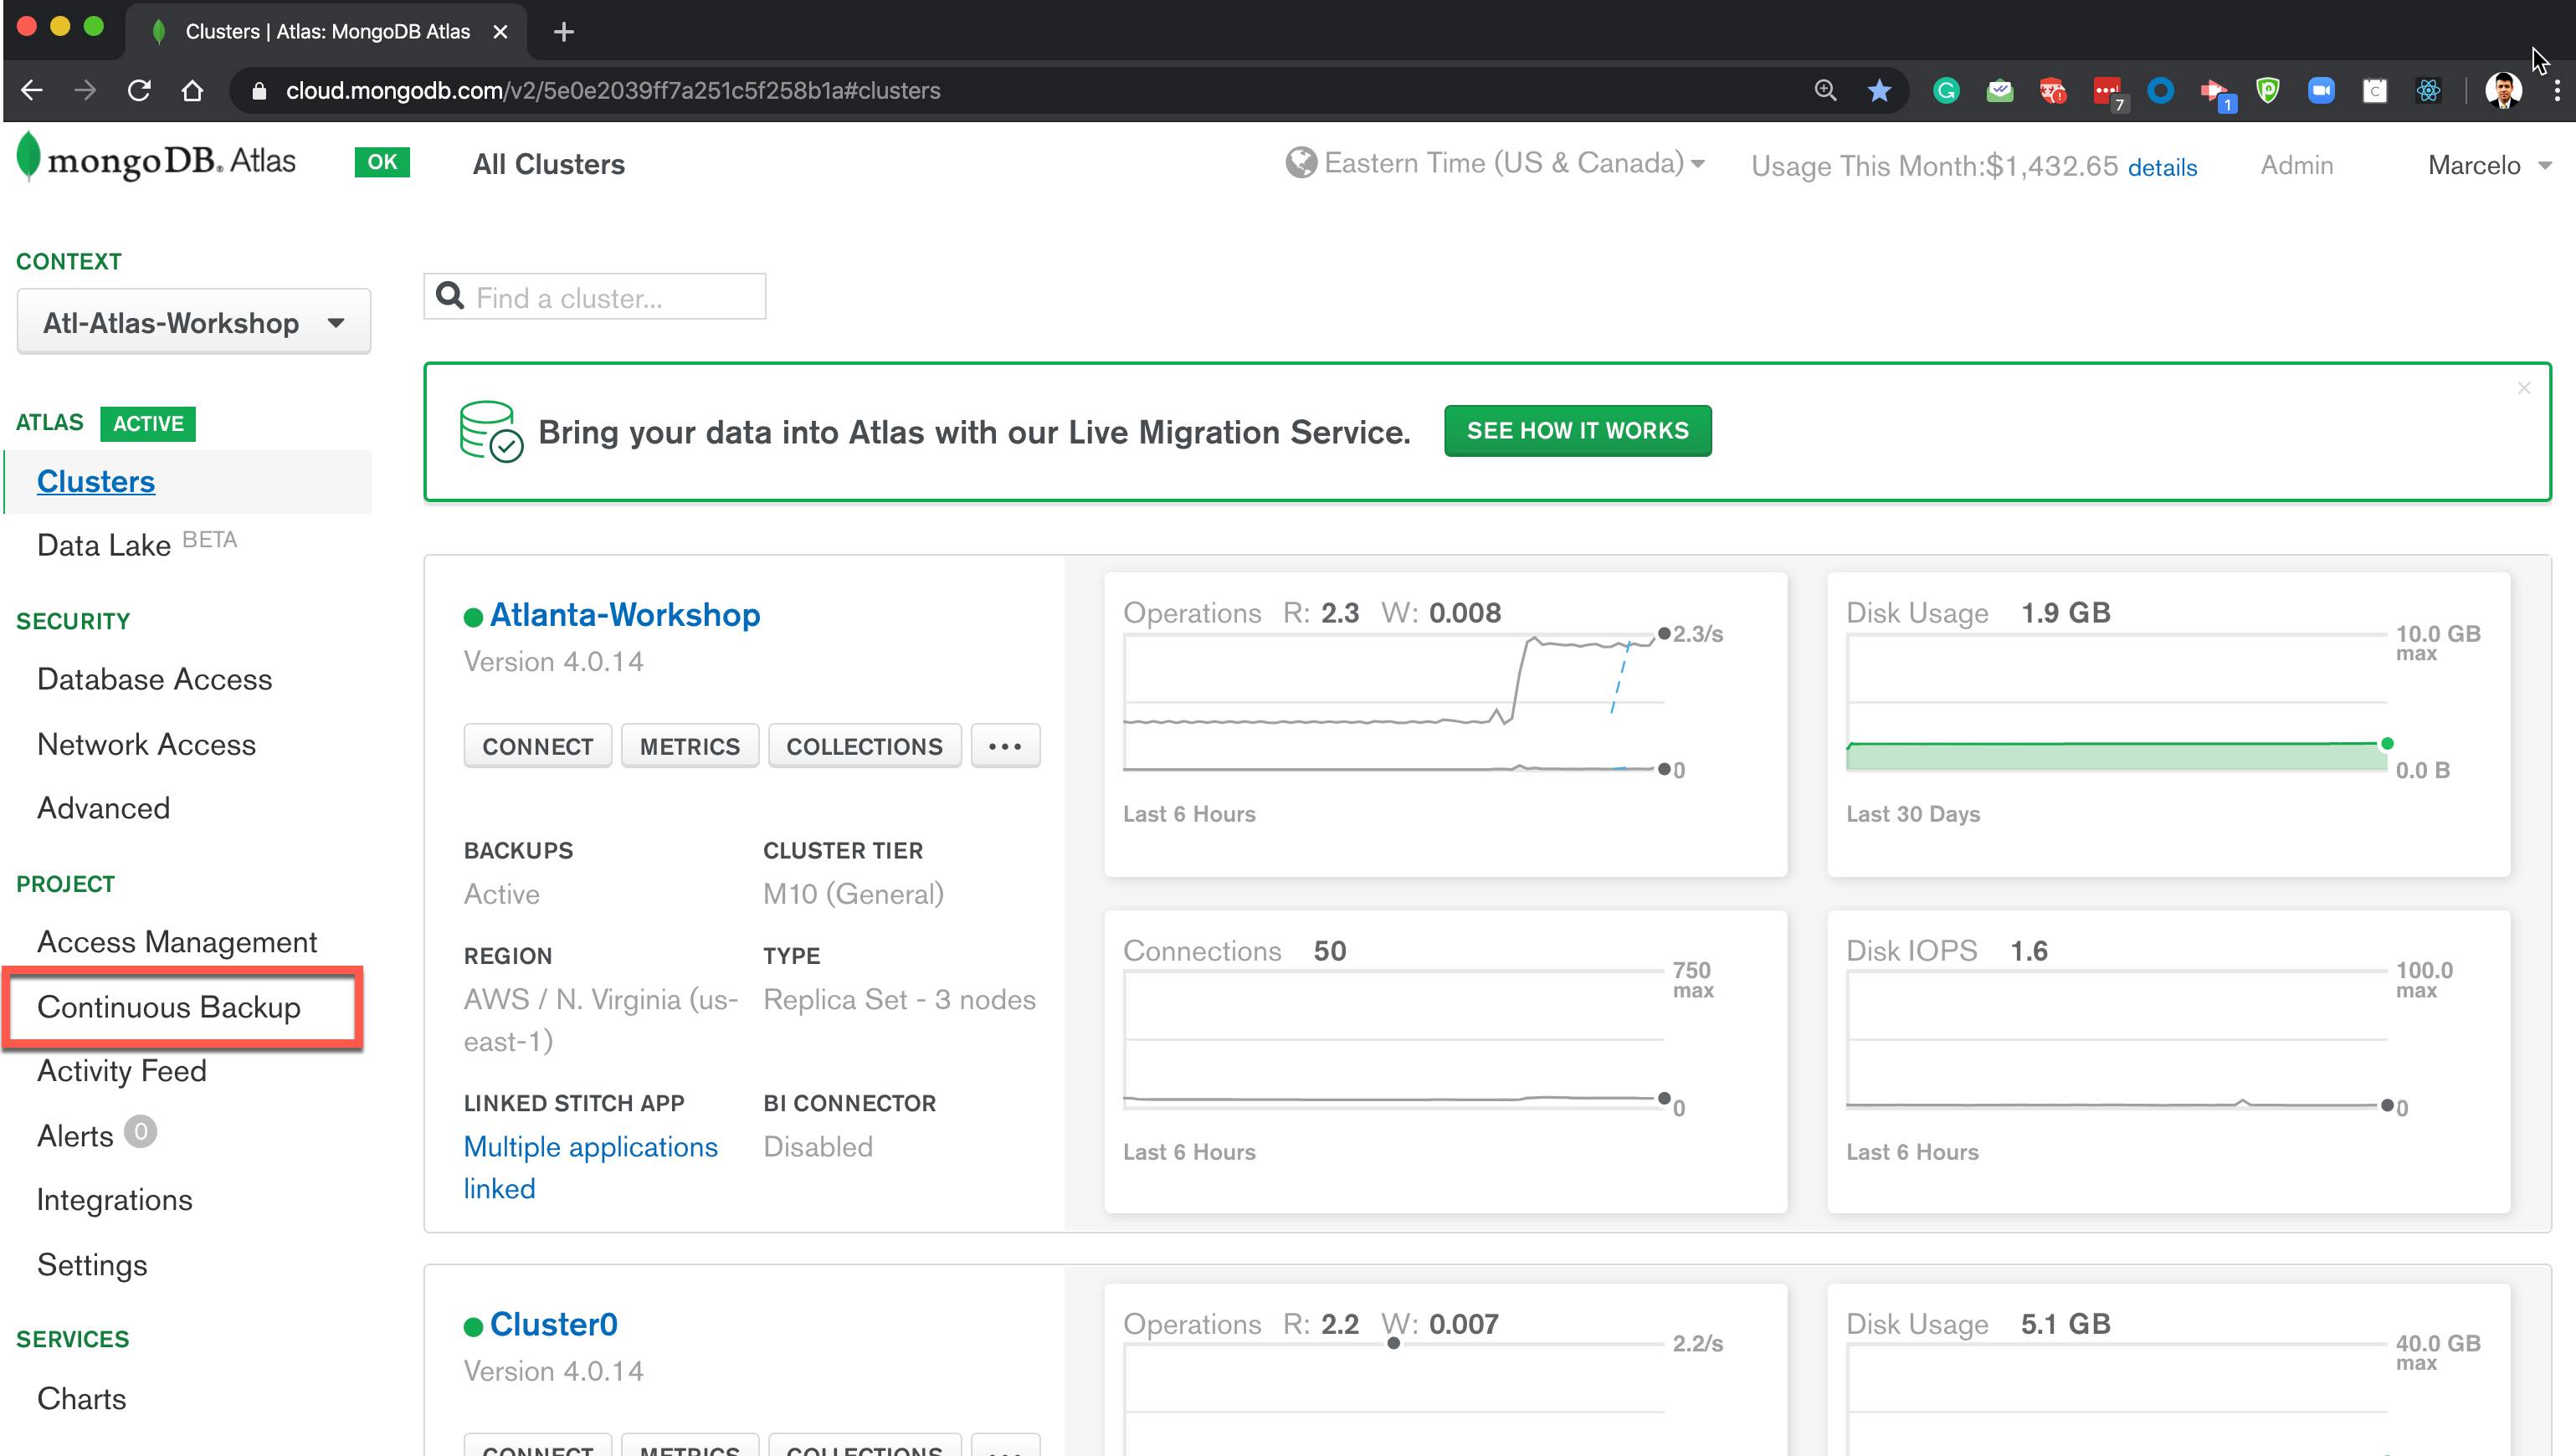 Clusters | Atlas: MongoDB Atlas
cloud.mongodb.com/v2/5e0e2039ff7a251c5f258b1a#clusters
7
1
C
mongoDB. Atlas
OK
All Clusters
Eastern Time (US & Canada)
Usage This Month:$1,432.65 details
Admin
Marcelo
CONTEXT
Atl-Atlas-Workshop
ATLAS ACTIVE
Clusters
Data Lake BETA
SECURITY
Database Access
Network Access
Advanced
PROJECT
Access Management
Continuous Backup
Activity Feed
Alerts 0
Integrations
Settings
SERVICES
Charts
Find a cluster...
Bring your data into Atlas with our Live Migration Service.
SEE HOW IT WORKS
Atlanta-Workshop
Version 4.0.14
CONNECT
METRICS
COLLECTIONS
...
BACKUPS
Active
CLUSTER TIER
M10 (General)
REGION
AWS / N. Virginia (us-
east-1)
TYPE
Replica Set - 3 nodes
LINKED STITCH APP
Multiple applications
linked
BI CONNECTOR
Disabled
Operations R: 2.3 W: 0.008
2.3/s
0
Last 6 Hours
Disk Usage 1.9 GB
10.0 GB
max
0.0 B
Last 30 Days
Connections 50
750
max
0
Last 6 Hours
Disk IOPS 1.6
100.0
max
0
Last 6 Hours
Cluster0
Version 4.0.14
CONNECT
METRICS
COLLECTIONS
...
Operations R: 2.2 W: 0.007
2.2/s
Disk Usage 5.1 GB
40.0 GB
max